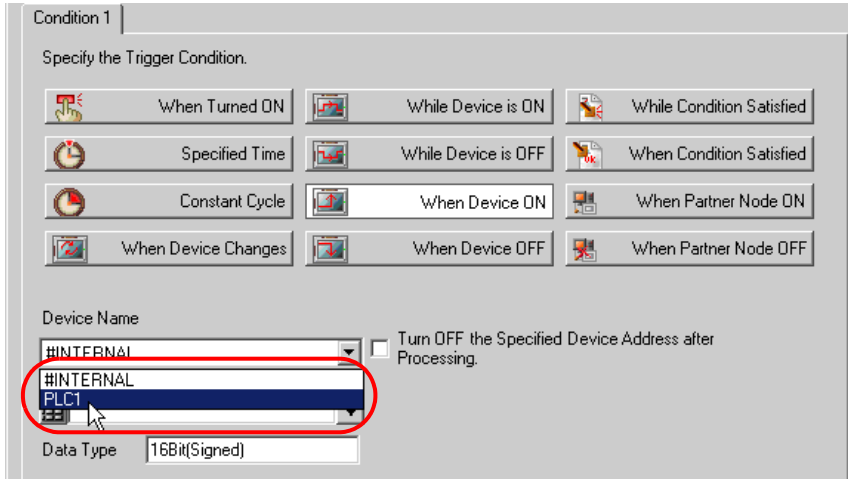 Condition 1
Specify the Trigger Condition.
When Turned ON
While Device is ON
While Condition Satisfied
Specified Time
While Device is OFF
When Condition Satisfied
Constant Cycle
When Device ON
When Partner Node ON
When Device Changes
When Device OFF
When Partner Node OFF
Device Name
#INTERNAL
Turn OFF the Specified Device Address after
Processing.
#INTERNAL
PLC1
Data Type
16Bit(Signed)